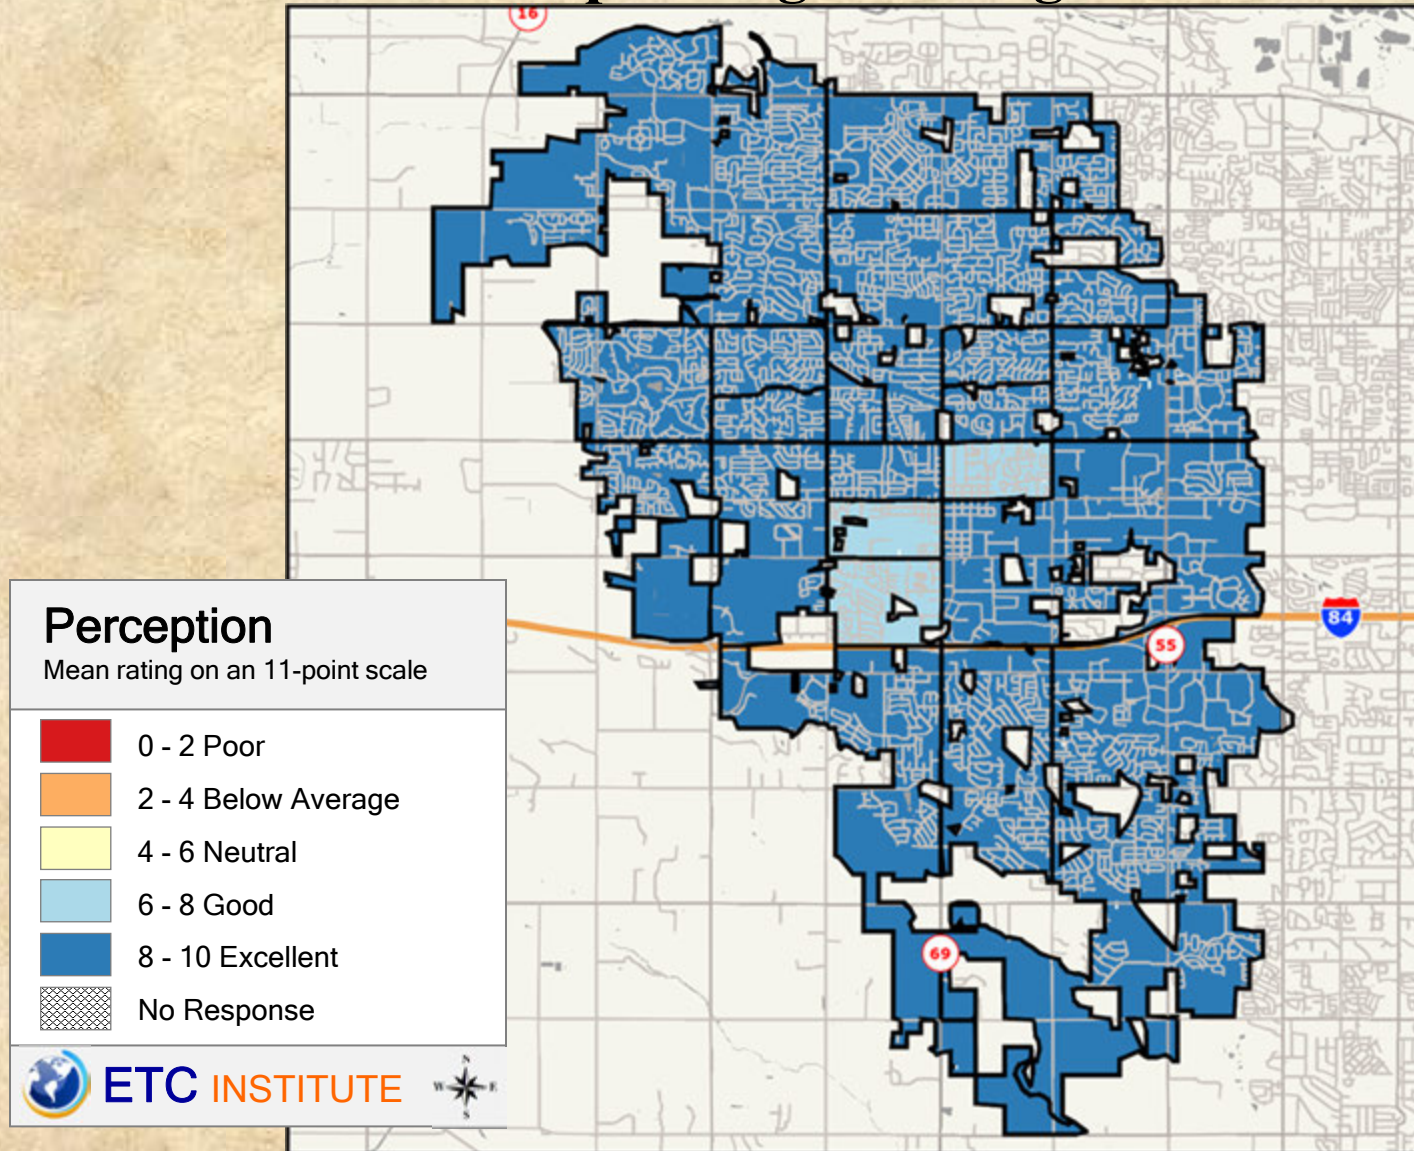 16
84
55
69
Perception
Mean rating on an 11-point scale
0 - 2 Poor
2 - 4 Below Average
4 - 6 Neutral
6 - 8 Good
8 - 10 Excellent
No Response
ETC INSTITUTE
N
W E
S